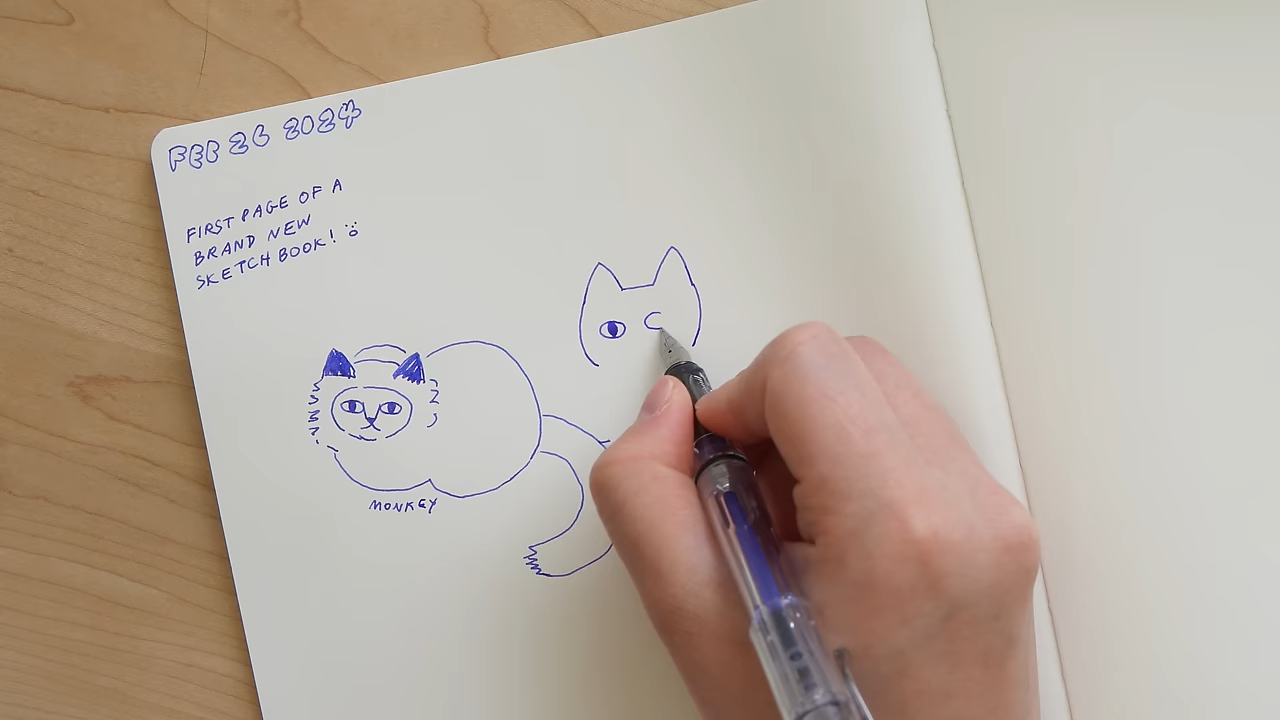 FEB 26 2024
FIRST PAGE OF A
BRAND NEW
SKETCH BOOK!
MONKEY